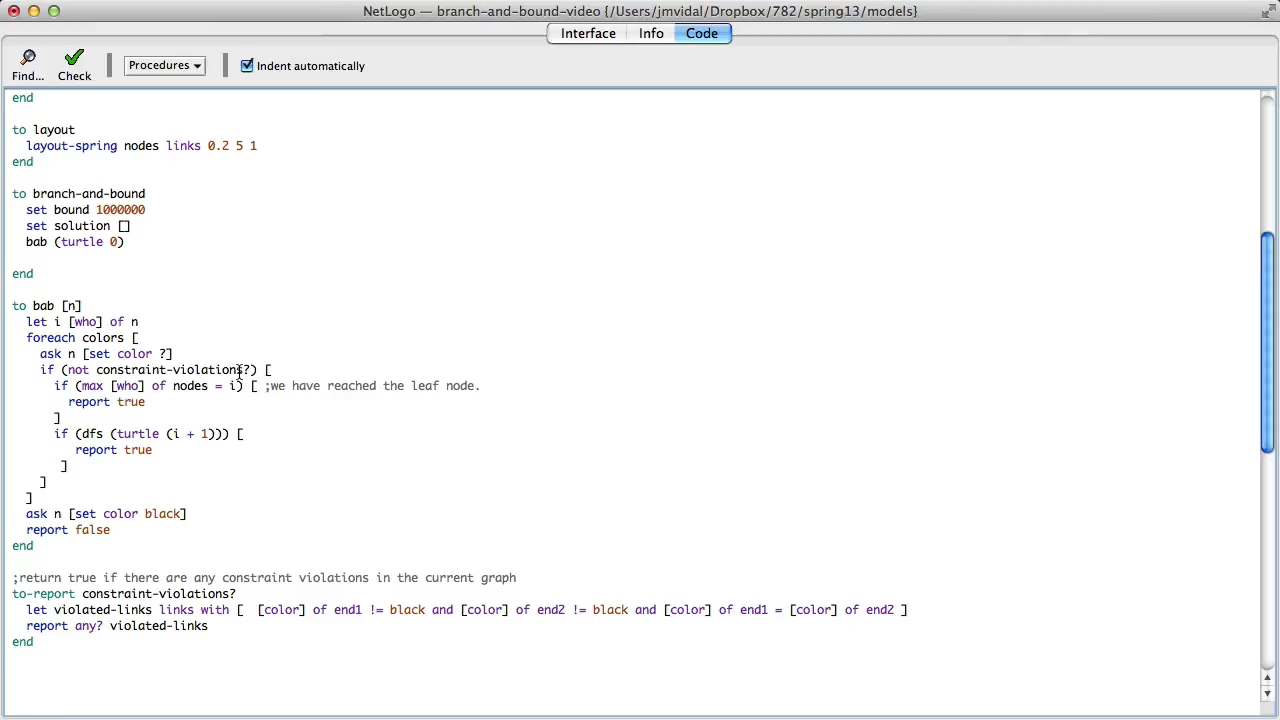 NetLogo — branch-and-bound-video {/Users/jmvidal/Dropbox/782/spring13/models}
Interface Info Code
Find... Check Procedures Indent automatically
end
to layout
layout-spring nodes links 0.2 5 1
end
to branch-and-bound
set bound 1000000
set solution []
bab (turtle 0)
end
to bab [n]
let i [who] of n
foreach colors [
ask n [set color ?]
if (not constraint-violations?) [
if (max [who] of nodes = i) [ ;we have reached the leaf node.
report true
]
if (dfs (turtle (i + 1))) [
report true
]
]
]
ask n [set color black]
report false
end
;return true if there are any constraint violations in the current graph
to-report constraint-violations?
let violated-links links with [  [color] of end1 != black and [color] of end2 != black and [color] of end1 = [color] of end2 ]
report any? violated-links
end